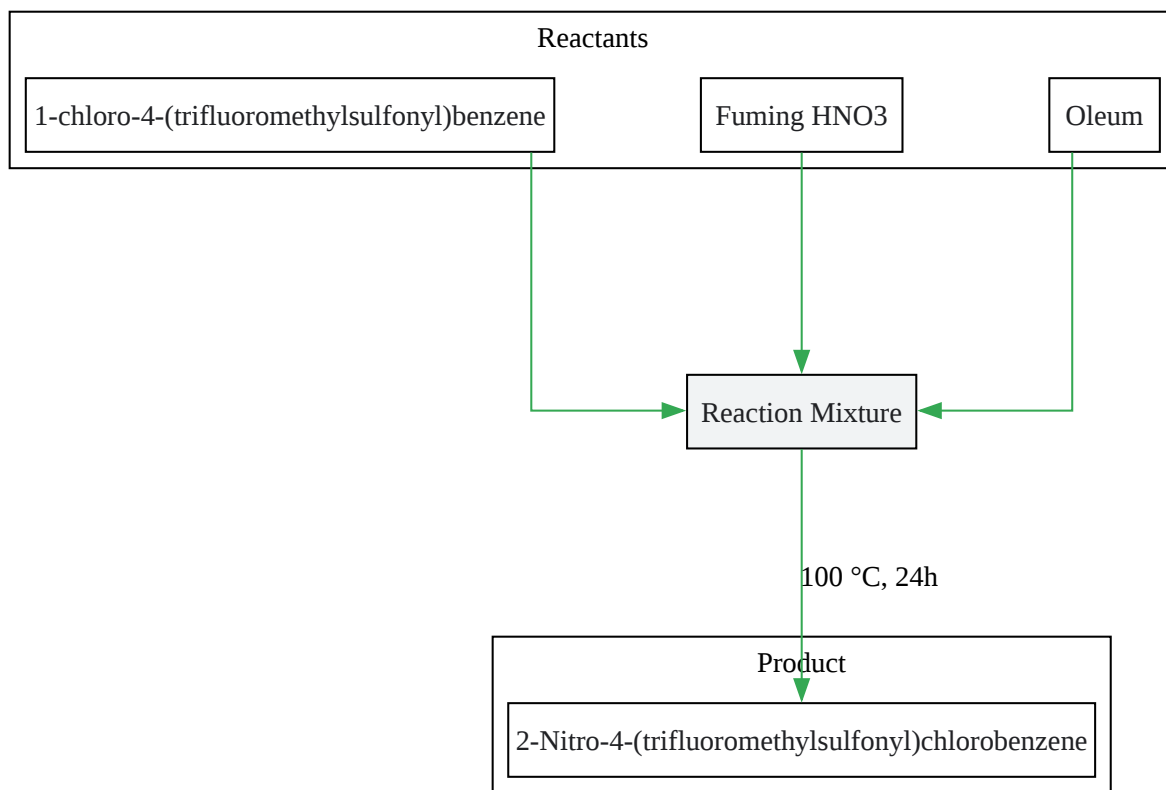 Reactants
1-chloro-4-(trifluoromethylsulfonyl)benzene
Fuming HNO3
Oleum
Reaction Mixture
100 °C, 24h
Product
2-Nitro-4-(trifluoromethylsulfonyl)chlorobenzene